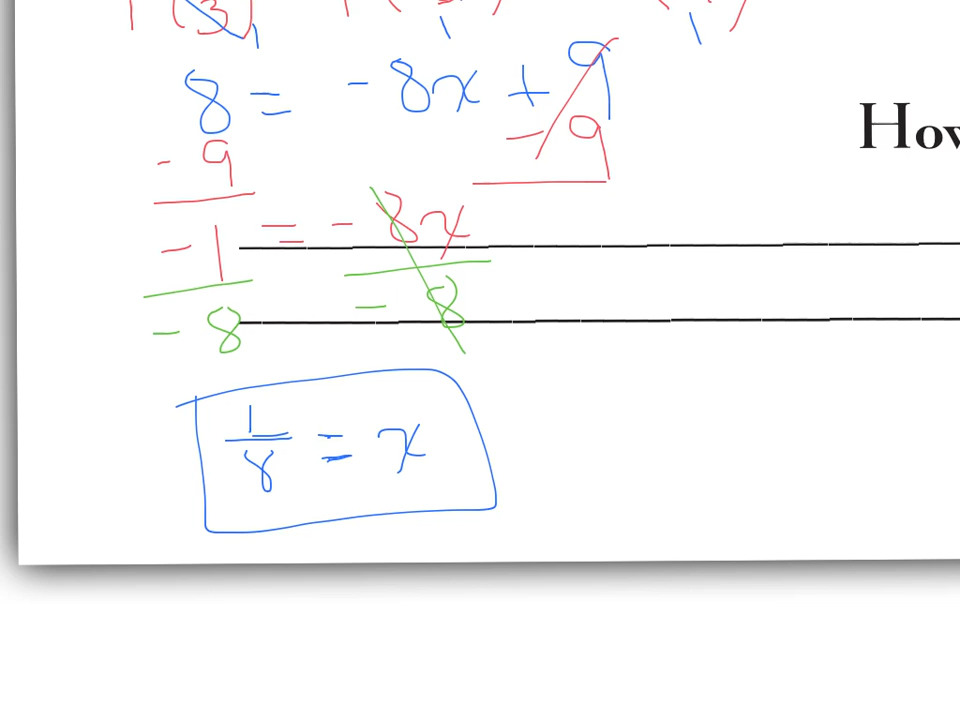 8 = -8x + 9
How
- 9 - 9
-1 = -8x
-8 -8
1/8 = x